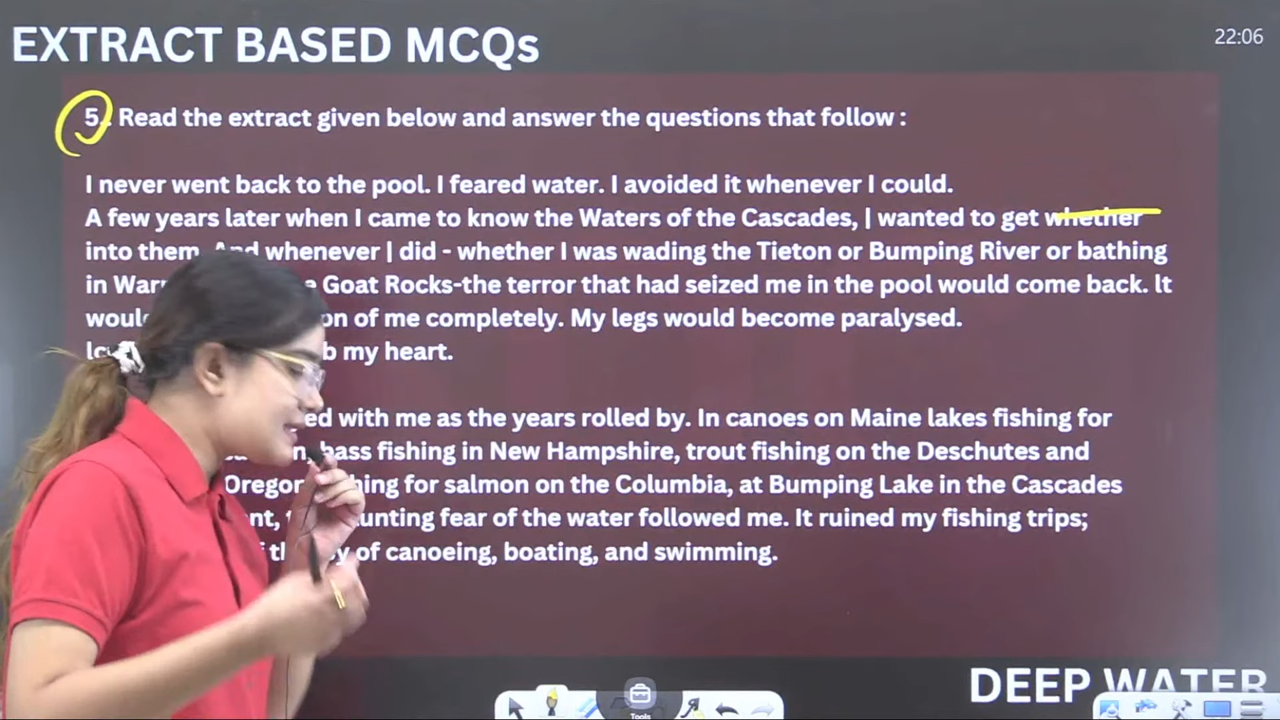 EXTRACT BASED MCQs
22:06
5. Read the extract given below and answer the questions that follow :
I never went back to the pool. I feared water. I avoided it whenever I could.
A few years later when I came to know the Waters of the Cascades, I wanted to get whether
into them. And whenever I did - whether I was wading the Tieton or Bumping River or bathing
in Goat Rocks-the terror that had seized me in the pool would come back. It
of me completely. My legs would become paralysed.
my heart.
with me as the years rolled by. In canoes on Maine lakes fishing for
bass fishing in New Hampshire, trout fishing on the Deschutes and
Oregon, for salmon on the Columbia, at Bumping Lake in the Cascades
fear of the water followed me. It ruined my fishing trips;
of canoeing, boating, and swimming.
DEEP WATER
Tools